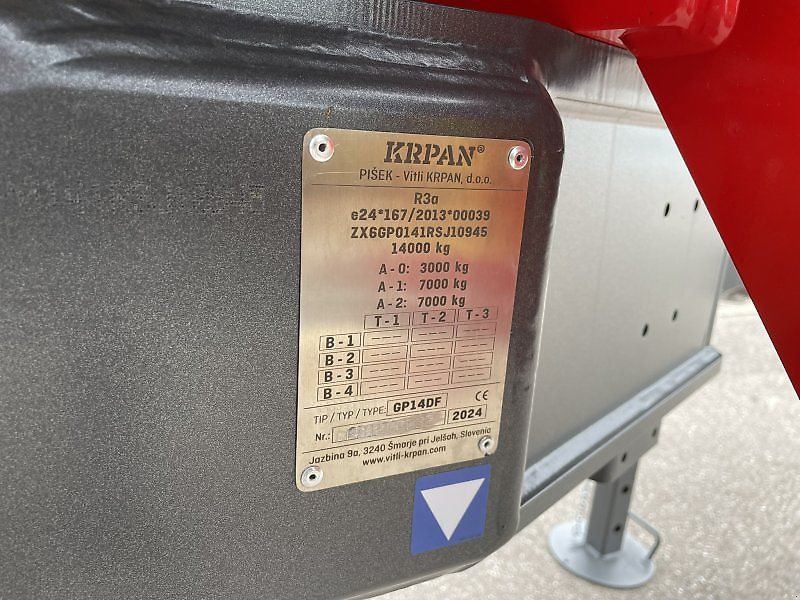 KRPAN®
PIŠEK - Vitli KRPAN, d.o.o.
R3a
e24*167/2013*00039
ZX6GP0141RSJ10945
14000 kg
A - 0: 3000 kg
A - 1: 7000 kg
A - 2: 7000 kg
T - 1 T - 2 T - 3
B - 1
B - 2
B - 3
B - 4
TIP / TYP / TYPE: GP14DF CE
Nr.: 2024
Jazbina 9a, 3240 Šmarje pri Jelšah, Slovenia
www.vitli-krpan.com